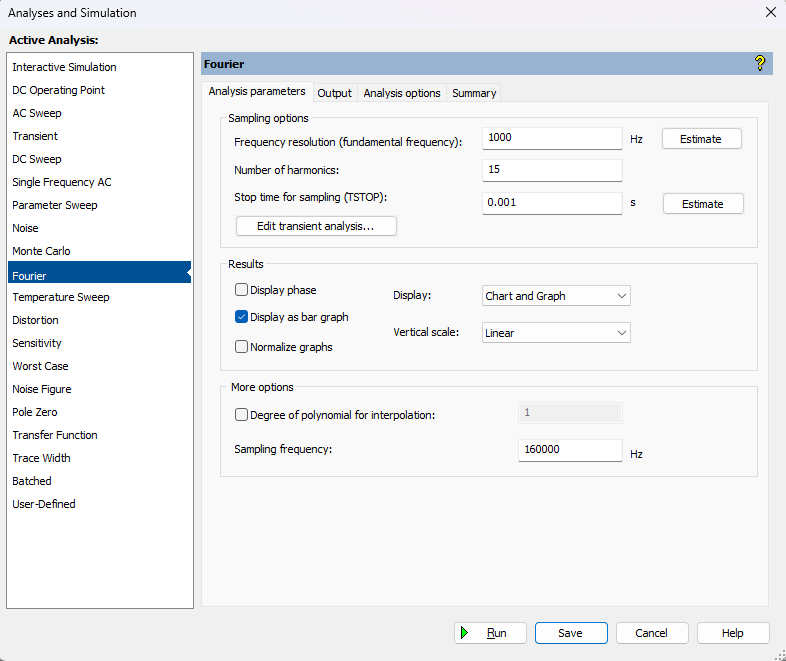 Analyses and Simulation
Active Analysis:
Interactive Simulation
DC Operating Point
AC Sweep
Transient
DC Sweep
Single Frequency AC
Parameter Sweep
Noise
Monte Carlo
Fourier
Temperature Sweep
Distortion
Sensitivity
Worst Case
Noise Figure
Pole Zero
Transfer Function
Trace Width
Batched
User-Defined
Fourier
?
Analysis parameters Output Analysis options Summary
Sampling options
Frequency resolution (fundamental frequency): 1000 Hz Estimate
Number of harmonics: 15
Stop time for sampling (TSTOP): 0.001 s Estimate
Edit transient analysis...
Results
Display phase Display: Chart and Graph
Display as bar graph Vertical scale: Linear
Normalize graphs
More options
Degree of polynomial for interpolation: 1
Sampling frequency: 160000 Hz
Run Save Cancel Help